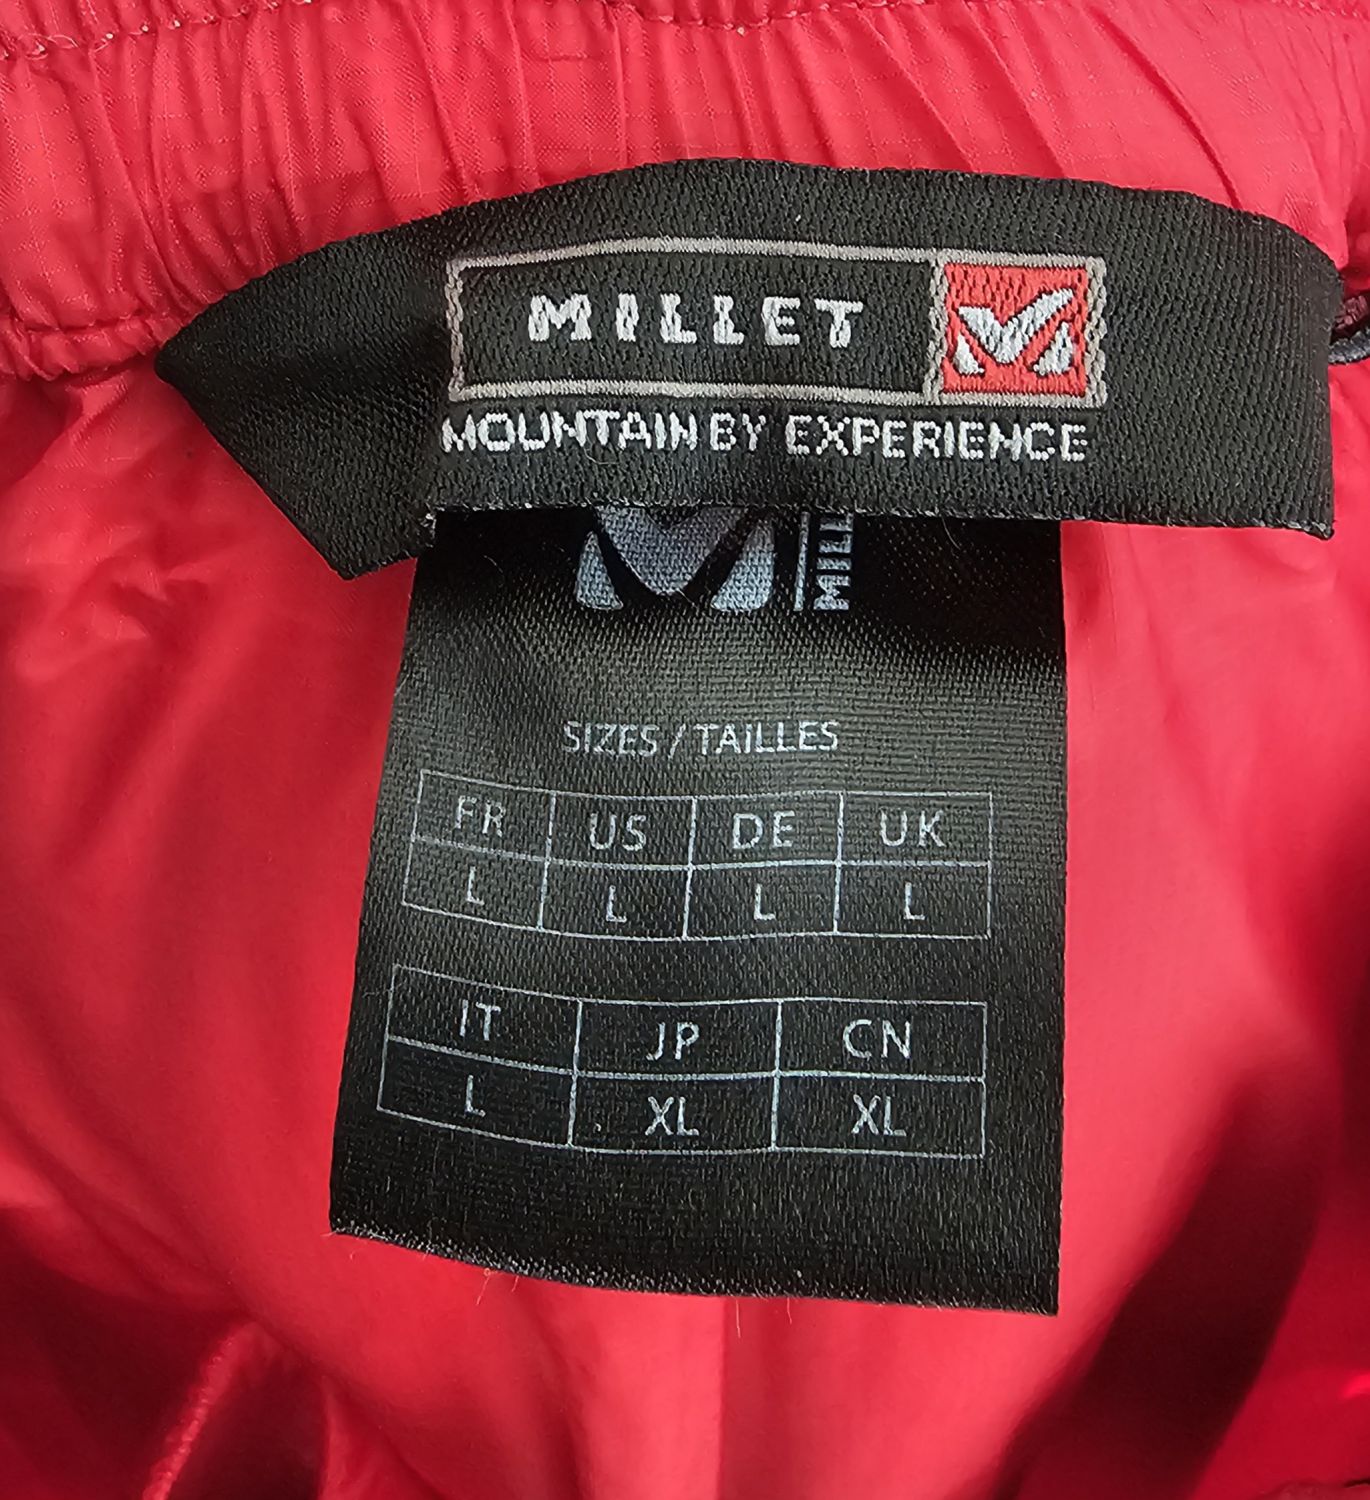 MILLET
MOUNTAIN BY EXPERIENCE
SIZES / TAILLES
FR US DE UK
L L L L
IT JP CN
L XL XL